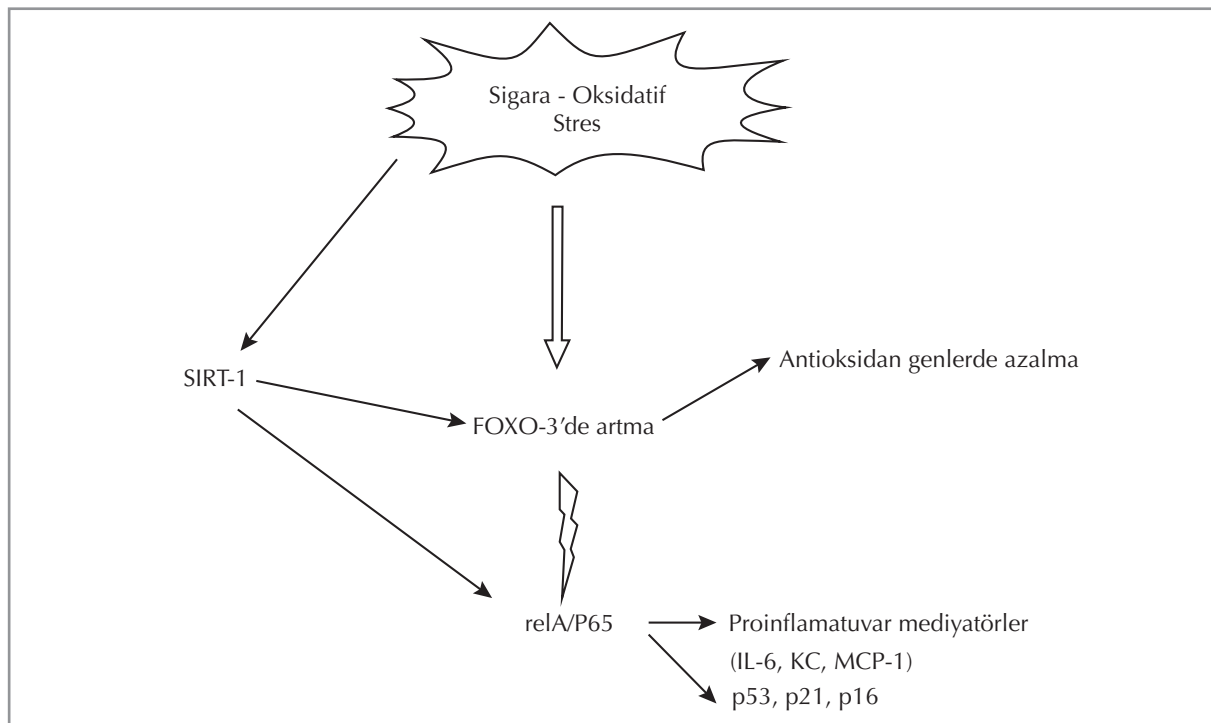 Sigara - Oksidatif
Stres
Antioksidan genlerde azalma
SIRT-1
FOXO-3’de artma
relA/P65
Proinflamatuvar mediyatörler
(IL-6, KC, MCP-1)
p53, p21, p16